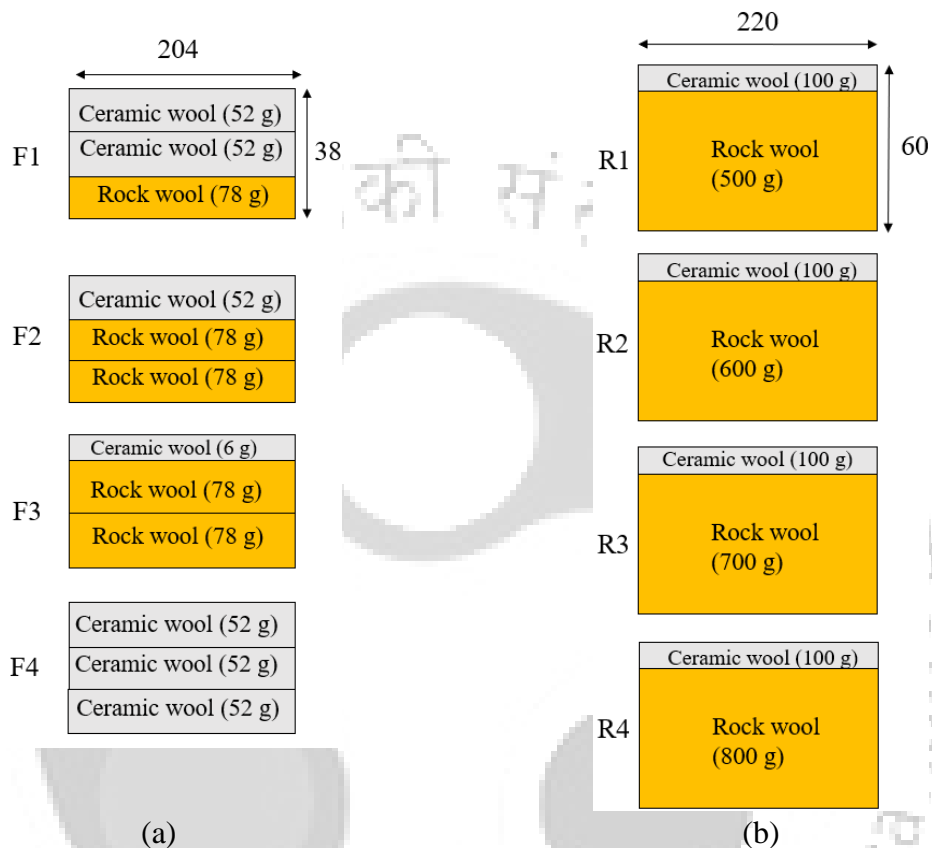 204
F1
Ceramic wool (52 g)
Ceramic wool (52 g)
Rock wool (78 g)
38
F2
Ceramic wool (52 g)
Rock wool (78 g)
Rock wool (78 g)
F3
Ceramic wool (6 g)
Rock wool (78 g)
Rock wool (78 g)
F4
Ceramic wool (52 g)
Ceramic wool (52 g)
Ceramic wool (52 g)
(a)
220
R1
Ceramic wool (100 g)
Rock wool
(500 g)
60
R2
Ceramic wool (100 g)
Rock wool
(600 g)
R3
Ceramic wool (100 g)
Rock wool
(700 g)
R4
Ceramic wool (100 g)
Rock wool
(800 g)
(b)
की